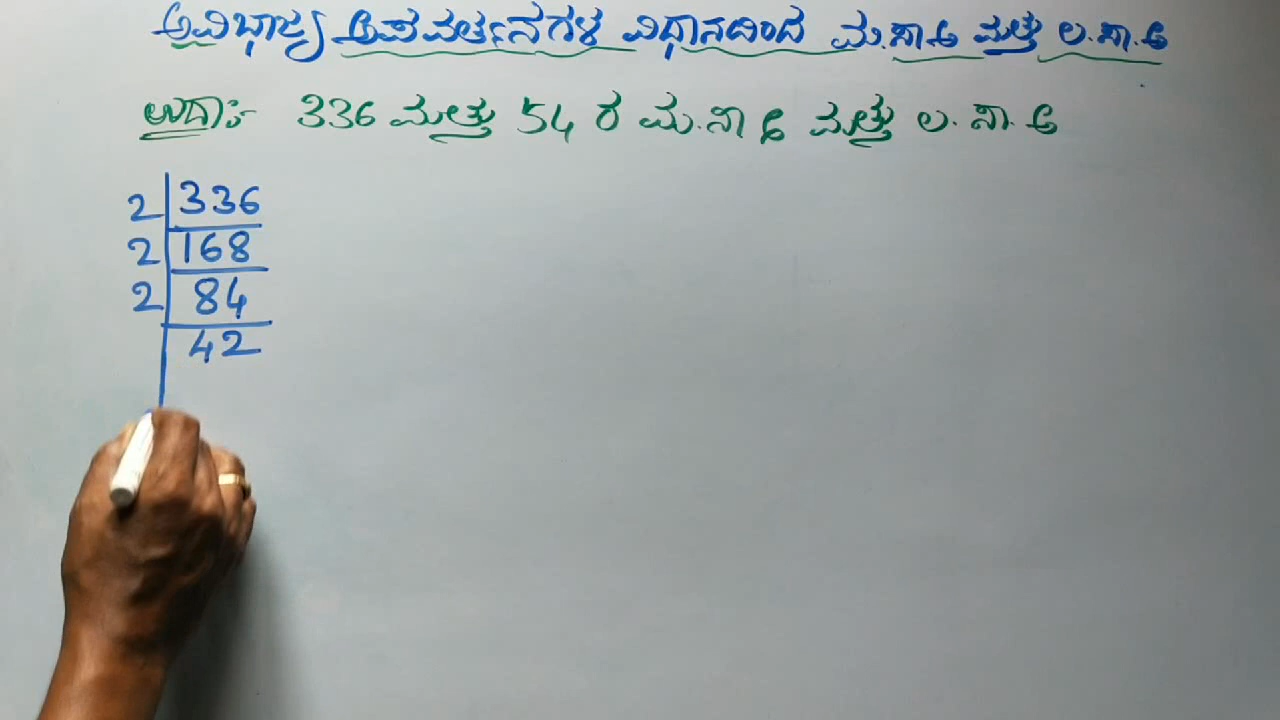 ಅವಿಭಾಜ್ಯ ಅಪವರ್ತನಗಳ ವಿಧಾನದಿಂದ ಮ.ಸಾ.ಅ ಮತ್ತು ಲ.ಸಾ.ಅ
ಉದಾ:- 336 ಮತ್ತು 54 ರ ಮ.ಸಾ ಅ ಮತ್ತು ಲ. ಸಾ. ಅ
2 336
2 168
2 84
42